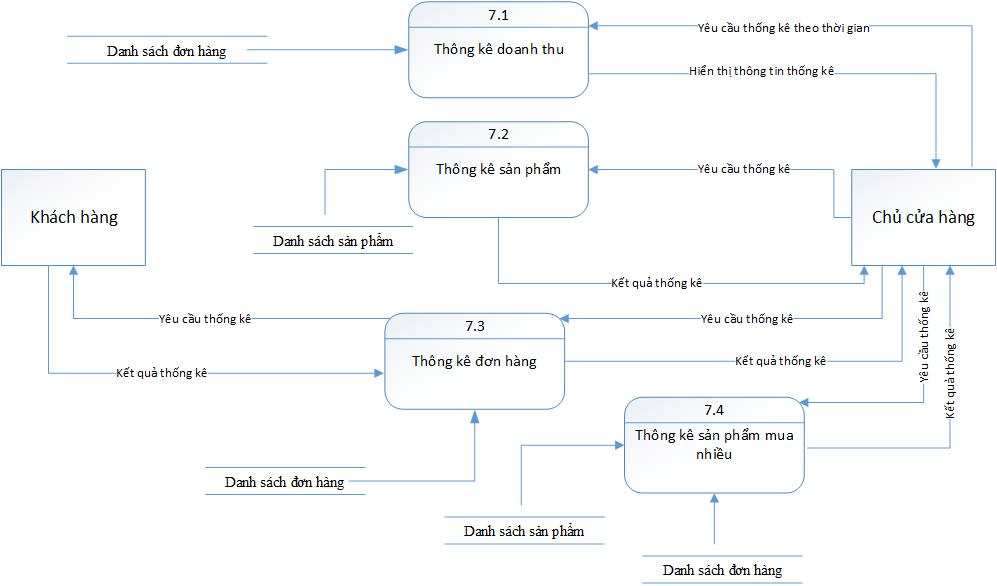 7.1
Thông kê doanh thu
Yêu cầu thống kê theo thời gian
Danh sách đơn hàng
Hiển thị thông tin thống kê
7.2
Thông kê sản phẩm
Yêu cầu thống kê
Khách hàng
Chủ cửa hàng
Danh sách sản phẩm
Kết quả thống kê
Yêu cầu thống kê
7.3
Thông kê đơn hàng
Yêu cầu thống kê
Kết quả thống kê
Kết quả thống kê
Yêu cầu thống kê
Kết quả thống kê
7.4
Thông kê sản phẩm mua
nhiều
Danh sách đơn hàng
Danh sách sản phẩm
Danh sách đơn hàng